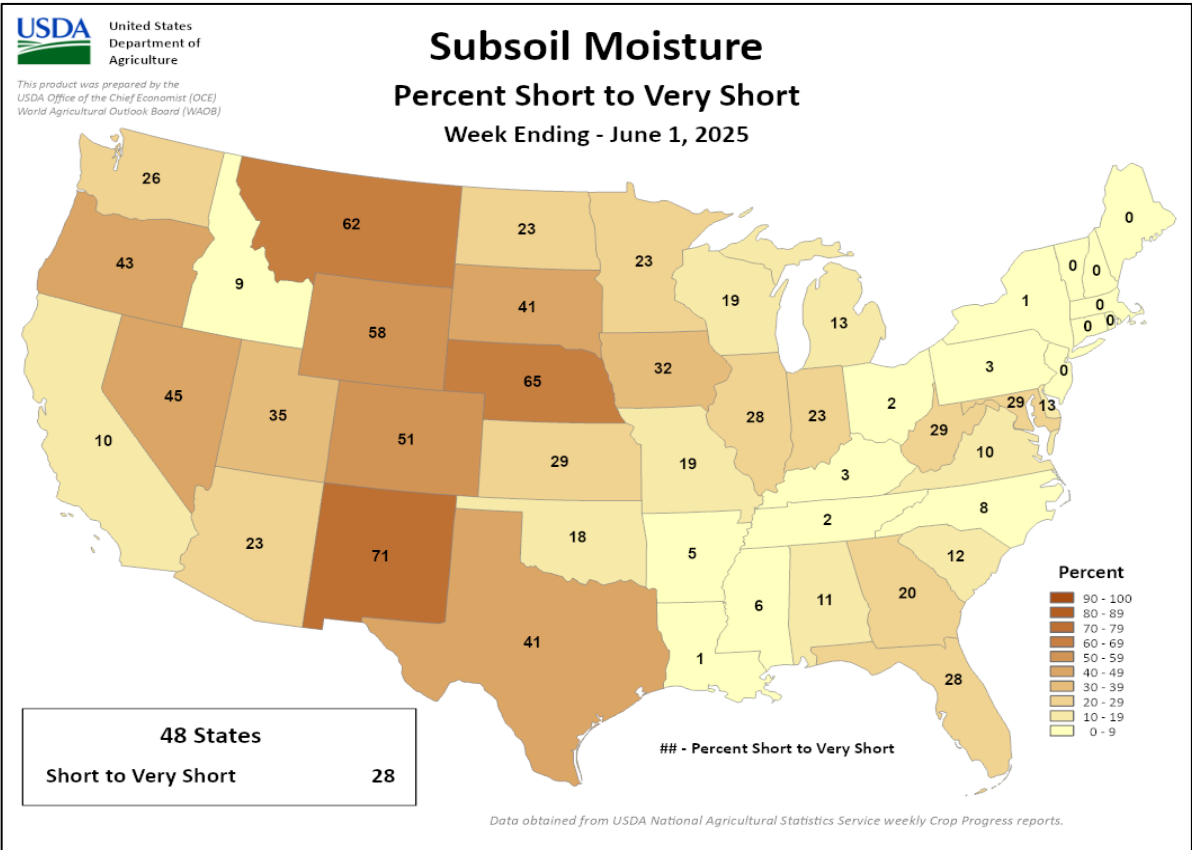 USDA
United States
Department of
Agriculture
This product was prepared by the
USDA Office of the Chief Economist (OCE)
World Agricultural Outlook Board (WAOB)
Subsoil Moisture
Percent Short to Very Short
Week Ending - June 1, 2025
26
62
23
23
0
43
9
41
19
13
1
0
0
0
0
0
58
45
35
65
32
3
0
10
51
28
23
2
29
29
13
29
19
3
10
23
71
18
5
2
8
12
41
6
11
20
1
28
Percent
90 - 100
80 - 89
70 - 79
60 - 69
50 - 59
40 - 49
30 - 39
20 - 29
10 - 19
0 - 9
48 States
Short to Very Short 28
## - Percent Short to Very Short
Data obtained from USDA National Agricultural Statistics Service weekly Crop Progress reports.